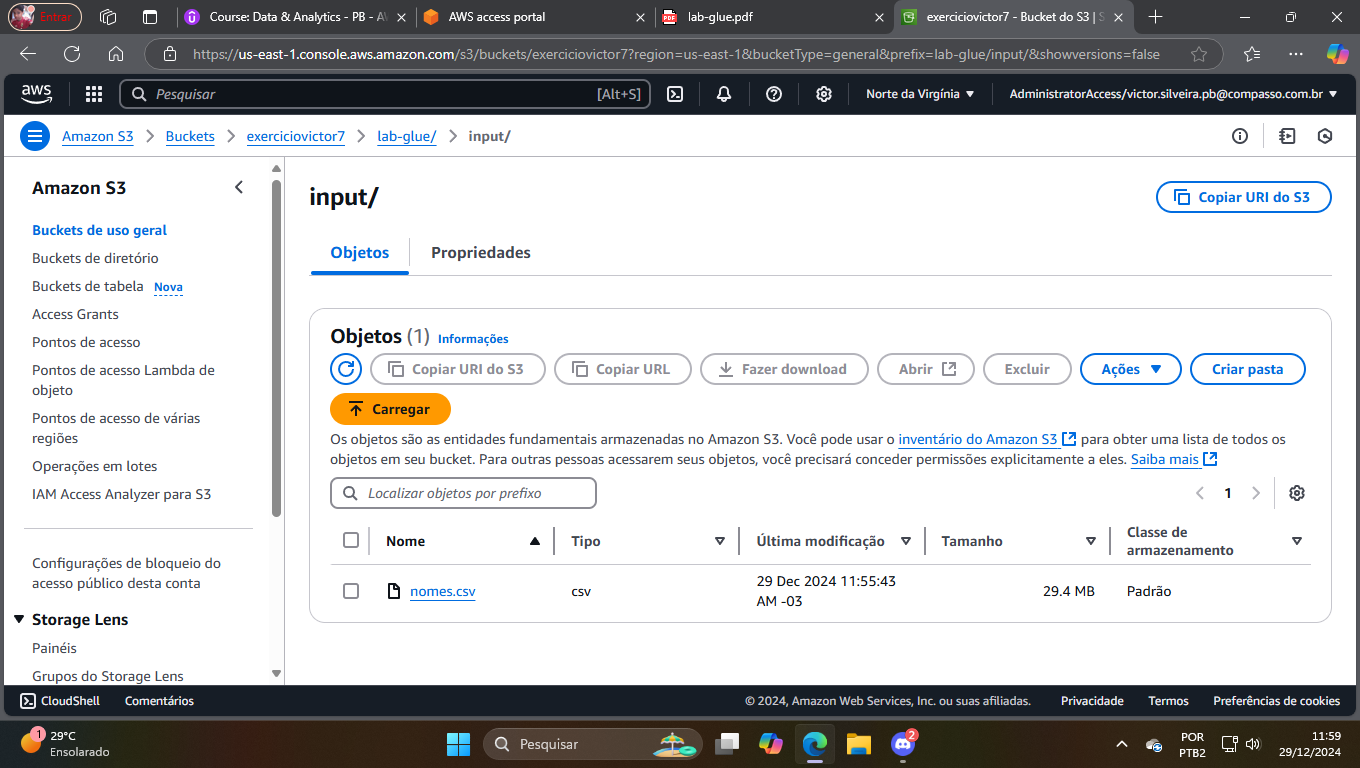 Entrar
Course: Data & Analytics - PB - AW
AWS access portal
lab-glue.pdf
exerciciovictor7 - Bucket do S3 | S
https://us-east-1.console.aws.amazon.com/s3/buckets/exerciciovictor7?region=us-east-1&bucketType=general&prefix=lab-glue/input/&showversions=false
aws
Pesquisar
[Alt+S]
Norte da Virgínia
AdministratorAccess/victor.silveira.pb@compasso.com.br
Amazon S3
Buckets
exerciciovictor7
lab-glue/
input/
Amazon S3
Buckets de uso geral
Buckets de diretório
Buckets de tabela Nova
Access Grants
Pontos de acesso
Pontos de acesso Lambda de
objeto
Pontos de acesso de várias
regiões
Operações em lotes
IAM Access Analyzer para S3
Configurações de bloqueio do
acesso público desta conta
Storage Lens
Painéis
Grupos do Storage Lens
input/
Copiar URI do S3
Objetos
Propriedades
Objetos (1) Informações
Copiar URI do S3
Copiar URL
Fazer download
Abrir
Excluir
Ações
Criar pasta
Carregar
Os objetos são as entidades fundamentais armazenadas no Amazon S3. Você pode usar o inventário do Amazon S3 para obter uma lista de todos os
objetos em seu bucket. Para outras pessoas acessarem seus objetos, você precisará conceder permissões explicitamente a eles. Saiba mais
Localizar objetos por prefixo
1
Nome
Tipo
Última modificação
Tamanho
Classe de
armazenamento
nomes.csv
csv
29 Dec 2024 11:55:43
AM -03
29.4 MB
Padrão
CloudShell
Comentários
© 2024, Amazon Web Services, Inc. ou suas afiliadas.
Privacidade
Termos
Preferências de cookies
1
29°C
Ensolarado
Pesquisar
2
POR
PTB2
11:59
29/12/2024